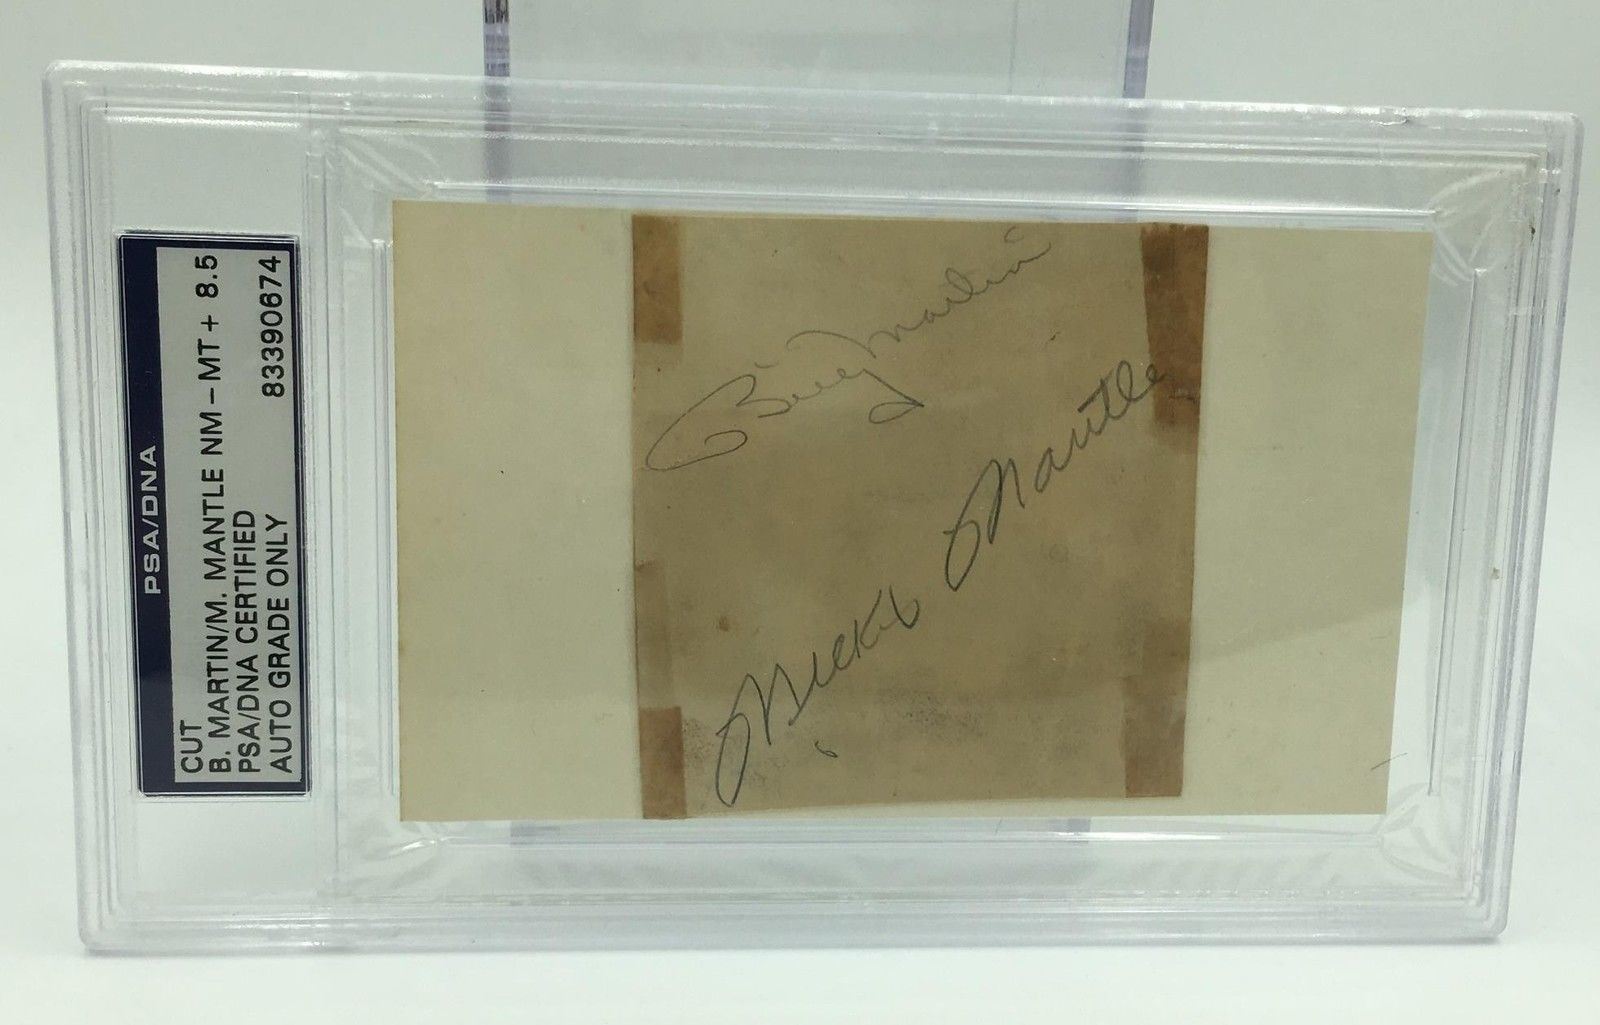 PSA/DNA
CUT
B. MARTIN/M. MANTLE NM-MT + 8.5
PSA/DNA CERTIFIED
AUTO GRADE ONLY 83390674
Billy Martin
Mickey Mantle